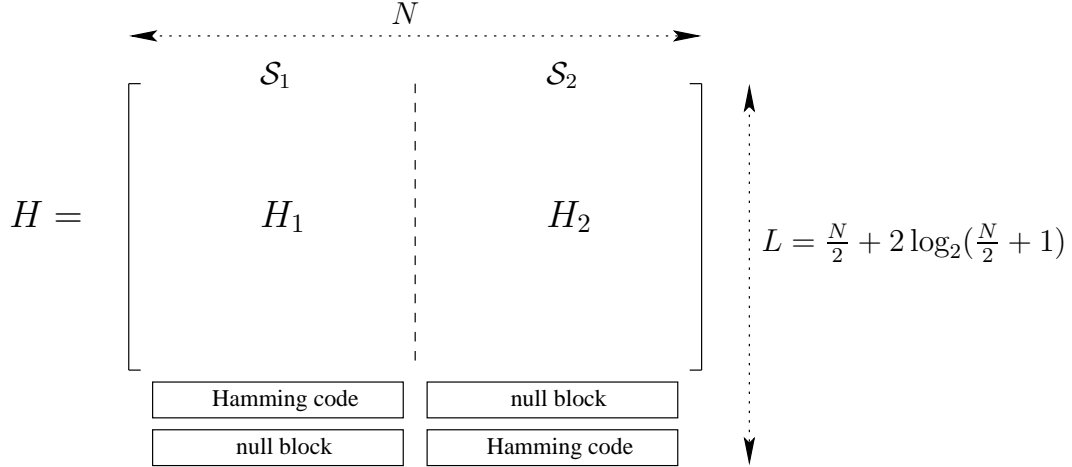 N
𝒮₁ 𝒮₂
H = H₁ H₂ L = N/2 + 2 log₂(N/2 + 1)
Hamming code null block
null block Hamming code